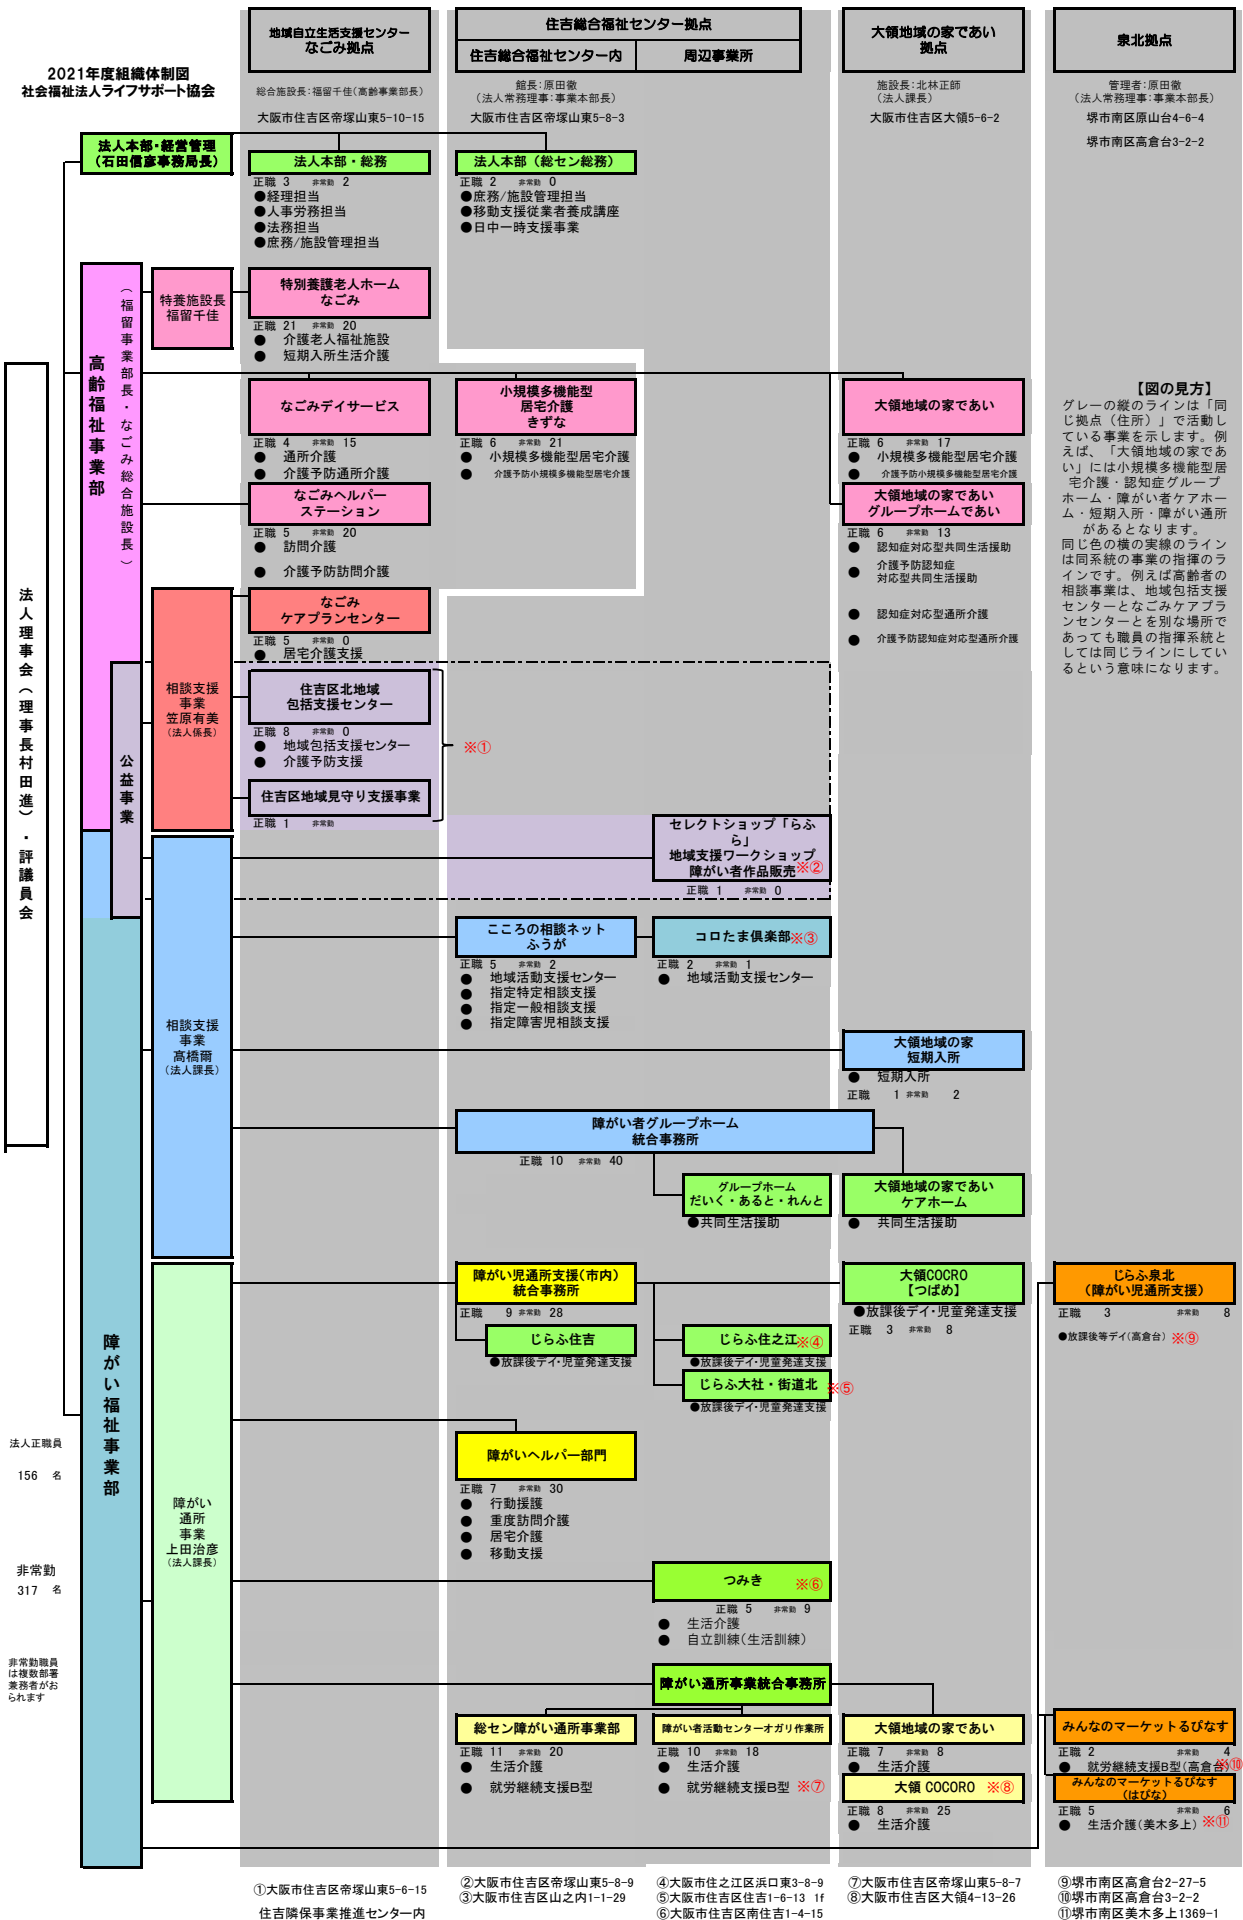 2021年度組織体制図
社会福祉法人ライフサポート協会
地域自立生活支援センター
なごみ拠点
総合施設長:福留千佳(高齢事業部長)
大阪市住吉区帝塚山東5-10-15
住吉総合福祉センター拠点
住吉総合福祉センター内
周辺事業所
館長:原田徹
(法人常務理事:事業本部長)
大阪市住吉区帝塚山東5-8-3
大領地域の家であい
拠点
施設長:北林正師
(法人課長)
大阪市住吉区大領5-6-2
泉北拠点
管理者:原田徹
(法人常務理事:事業本部長)
堺市南区原山台4-6-4
堺市南区高倉台3-2-2
法人本部・経営管理
(石田信彦事務局長)
法人本部・総務
正職 3 非常勤 2
●経理担当
●人事労務担当
●法務担当
●庶務/施設管理担当
法人本部(総セン総務)
正職 2 非常勤 0
●庶務/施設管理担当
●移動支援従業者養成講座
●日中一時支援事業
法人理事会(理事長村田進)・評議員会
高齢福祉事業部
(福留事業部長・なごみ総合施設長)
特養施設長
福留千佳
特別養護老人ホーム
なごみ
正職 21 非常勤 20
● 介護老人福祉施設
● 短期入所生活介護
なごみデイサービス
正職 4 非常勤 15
● 通所介護
● 介護予防通所介護
小規模多機能型
居宅介護
きずな
正職 6 非常勤 21
● 小規模多機能型居宅介護
● 介護予防小規模多機能型居宅介護
大領地域の家であい
正職 6 非常勤 17
● 小規模多機能型居宅介護
● 介護予防小規模多機能型居宅介護
なごみヘルパー
ステーション
正職 5 非常勤 20
● 訪問介護
● 介護予防訪問介護
大領地域の家であい
グループホームであい
正職 6 非常勤 13
● 認知症対応型共同生活援助
● 介護予防認知症
対応型共同生活援助
● 認知症対応型通所介護
● 介護予防認知症対応型通所介護
【図の見方】
グレーの縦のラインは「同
じ拠点(住所)」で活動し
ている事業を示します。例
えば、「大領地域の家であ
い」には小規模多機能型居
宅介護・認知症グループ
ホーム・障がい者ケアホー
ム・短期入所・障がい通所
があるとなります。
同じ色の横の実線のライン
は同系統の事業の指揮のラ
インです。例えば高齢者の
相談事業は、地域包括支援
センターとなごみケアプラ
ンセンターとを別な場所で
あっても職員の指揮系統と
しては同じラインにしてい
るという意味になります。
公益事業
相談支援
事業
笠原有美
(法人係長)
なごみ
ケアプランセンター
正職 5 非常勤 0
● 居宅介護支援
住吉区北地域
包括支援センター
正職 8 非常勤 0
● 地域包括支援センター
● 介護予防支援
※①
住吉区地域見守り支援事業
正職 1 非常勤
セレクトショップ「らふ
ら」
地域支援ワークショップ
障がい者作品販売※②
正職 1 非常勤 0
相談支援
事業
髙橋爾
(法人課長)
こころの相談ネット
ふうが
正職 5 非常勤 2
● 地域活動支援センター
● 指定特定相談支援
● 指定一般相談支援
● 指定障害児相談支援
コロたま倶楽部※③
正職 2 非常勤 1
● 地域活動支援センター
大領地域の家
短期入所
● 短期入所
正職 1 非常勤 2
障がい者グループホーム
統合事務所
正職 10 非常勤 40
グループホーム
だいく・あると・れんと
●共同生活援助
大領地域の家であい
ケアホーム
● 共同生活援助
障がい福祉事業部
障がい
通所
事業
上田治彦
(法人課長)
障がい児通所支援(市内)
統合事務所
正職 9 非常勤 28
じらふ住吉
●放課後デイ・児童発達支援
じらふ住之江※④
●放課後デイ・児童発達支援
じらふ大社・街道北 ※⑤
●放課後デイ・児童発達支援
大領COCRO
【つばめ】
●放課後デイ・児童発達支援
正職 3 非常勤 8
じらふ泉北
(障がい児通所支援)
正職 3 非常勤 8
●放課後等デイ(高倉台) ※⑨
障がいヘルパー部門
正職 7 非常勤 30
● 行動援護
● 重度訪問介護
● 居宅介護
● 移動支援
つみき ※⑥
正職 5 非常勤 9
● 生活介護
● 自立訓練(生活訓練)
障がい通所事業統合事務所
総セン障がい通所事業部
正職 11 非常勤 20
● 生活介護
● 就労継続支援B型
障がい者活動センターオガリ作業所
正職 10 非常勤 18
● 生活介護
● 就労継続支援B型 ※⑦
大領地域の家であい
正職 7 非常勤 8
● 生活介護
大領 COCORO ※⑧
正職 8 非常勤 25
● 生活介護
みんなのマーケットるぴなす
正職 2 非常勤 4
● 就労継続支援B型(高倉台)※⑩
みんなのマーケットるぴなす
(はぴな)
正職 5 非常勤 6
● 生活介護(美木多上) ※⑪
法人正職員
156 名
非常勤
317 名
非常勤職員
は複数部署
兼務者がお
られます
①大阪市住吉区帝塚山東5-6-15
住吉隣保事業推進センター内
②大阪市住吉区帝塚山東5-8-9
③大阪市住吉区山之内1-1-29
④大阪市住之江区浜口東3-8-9
⑤大阪市住吉区住吉1-6-13 1f
⑥大阪市住吉区南住吉1-4-15
⑦大阪市住吉区帝塚山東5-8-7
⑧大阪市住吉区大領4-13-26
⑨堺市南区高倉台2-27-5
⑩堺市南区高倉台3-2-2
⑪堺市南区美木多上1369-1